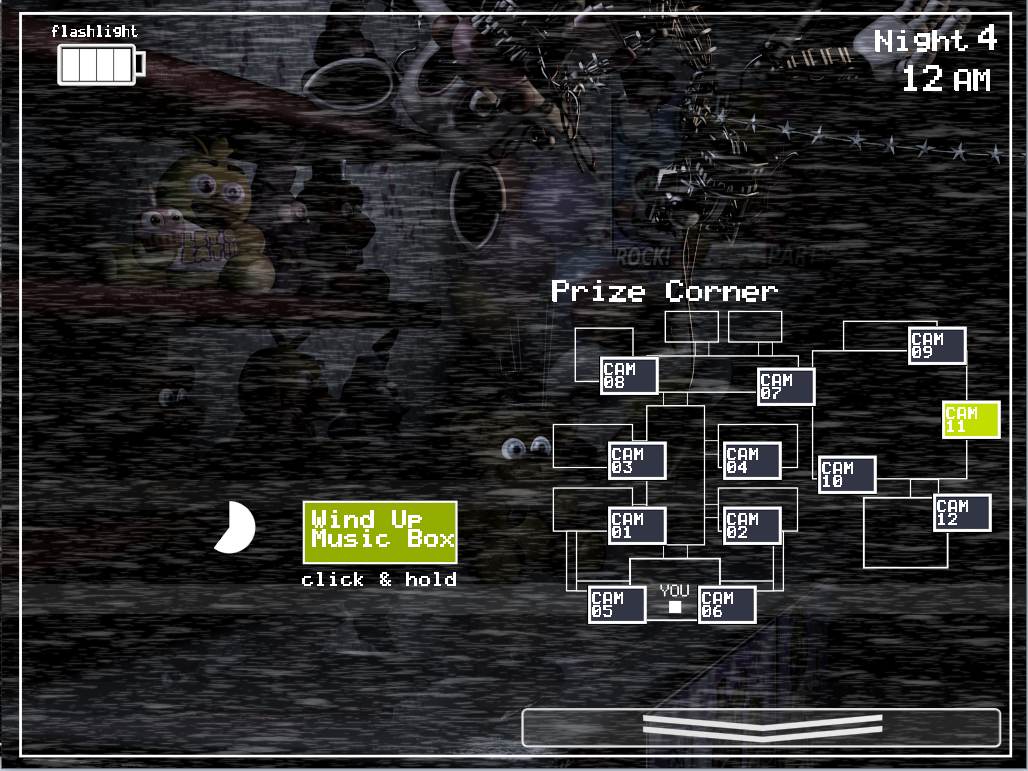 flashlight
Night 4
12 AM
ROCK!
Prize Corner
CAM
09
CAM
08
CAM
07
CAM
11
CAM
03
CAM
04
CAM
10
CAM
12
Wind Up
Music Box
click & hold
CAM
01
CAM
02
YOU
CAM
05
CAM
06